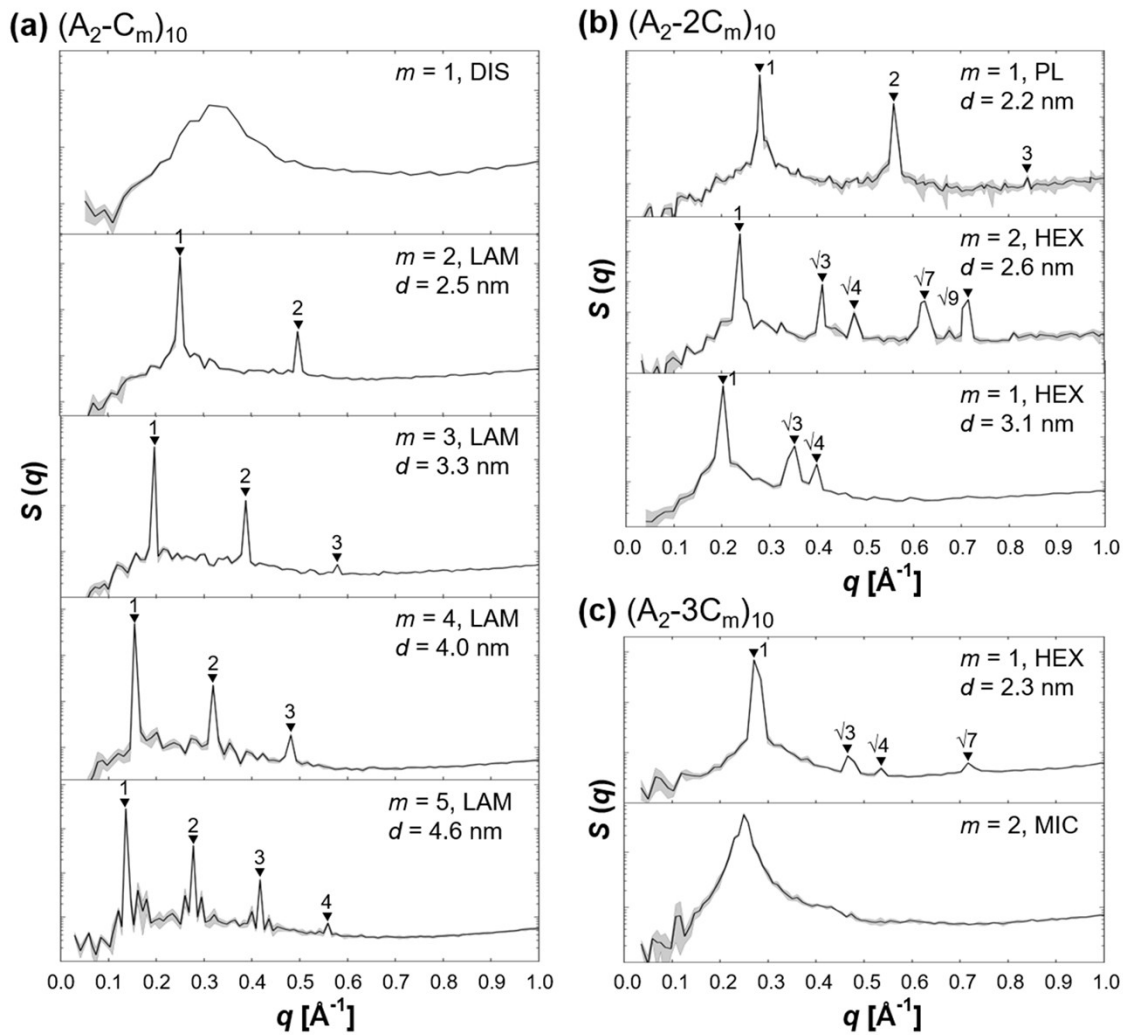 (a) (A₂-Cₘ)₁₀
m = 1, DIS
1
2
m = 2, LAM
d = 2.5 nm
1
2
3
m = 3, LAM
d = 3.3 nm
1
2
3
m = 4, LAM
d = 4.0 nm
1
2
3
4
m = 5, LAM
d = 4.6 nm
S (q)
0.0 0.1 0.2 0.3 0.4 0.5 0.6 0.7 0.8 0.9 1.0
q [Å⁻¹]
(b) (A₂-2Cₘ)₁₀
1
2
3
m = 1, PL
d = 2.2 nm
1
√3
√4
√7
√9
m = 2, HEX
d = 2.6 nm
1
√3
√4
m = 1, HEX
d = 3.1 nm
S (q)
0.0 0.1 0.2 0.3 0.4 0.5 0.6 0.7 0.8 0.9 1.0
q [Å⁻¹]
(c) (A₂-3Cₘ)₁₀
1
√3
√4
√7
m = 1, HEX
d = 2.3 nm
m = 2, MIC
S (q)
0.0 0.1 0.2 0.3 0.4 0.5 0.6 0.7 0.8 0.9 1.0
q [Å⁻¹]